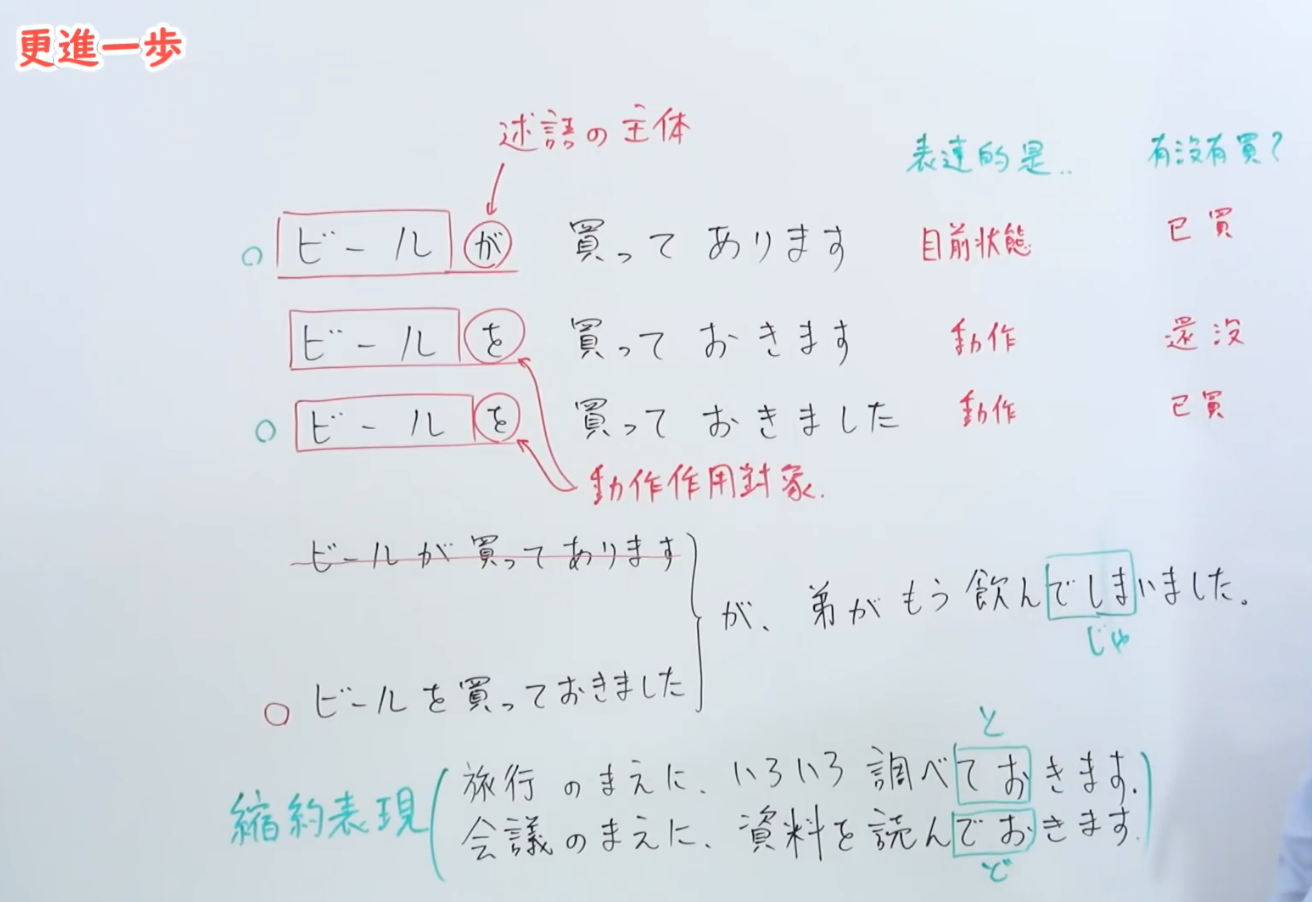 更進一歩
述語の主体
表達的是.. 有沒有買？
○ ビールが 買ってあります 目前状態 已買
ビールを 買っておきます 動作 還沒
○ ビールを 買っておきました 動作 已買
動作作用対象.
ビールが買ってあります
が、弟がもう飲んでしまいました。
じゃ
○ ビールを買っておきました
と
縮約表現
旅行のまえに、いろいろ調べておきます.
会議のまえに、資料を読んでおきます.
ど